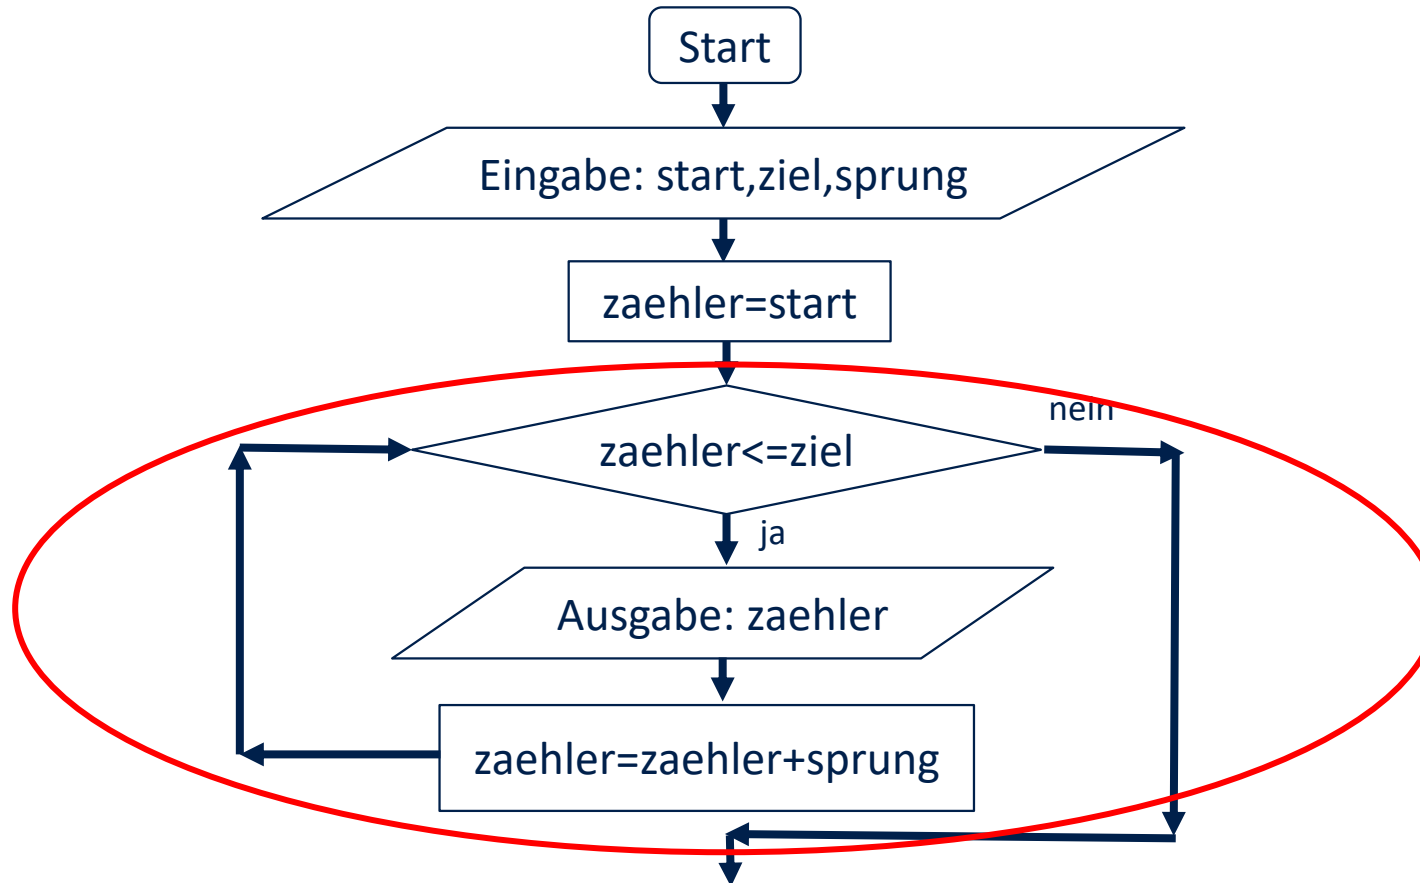 Start
Eingabe: start,ziel,sprung
zaehler=start
nein
zaehler<=ziel
ja
Ausgabe: zaehler
zaehler=zaehler+sprung